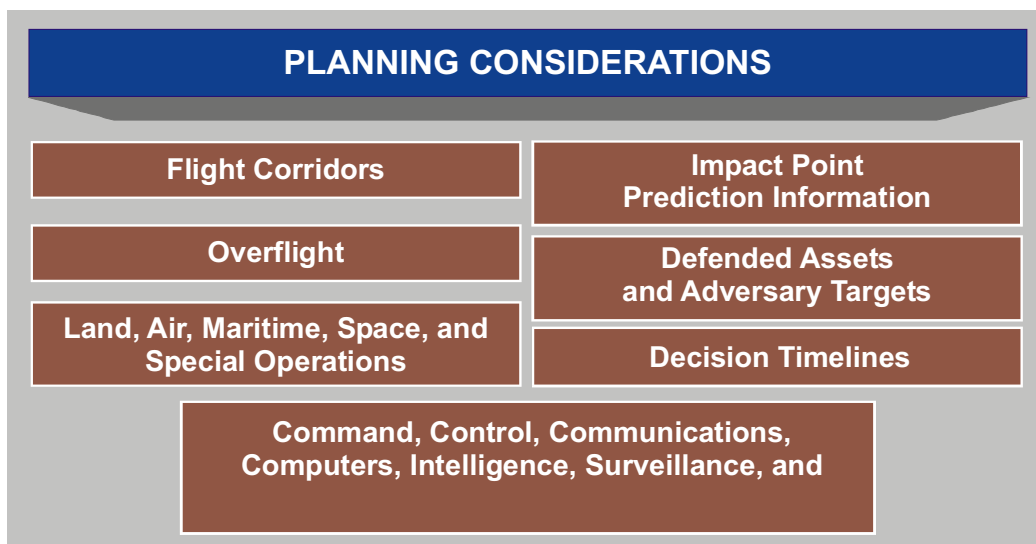 PLANNING CONSIDERATIONS
Flight Corridors
Overflight
Land, Air, Maritime, Space, and
Special Operations
Impact Point
Prediction Information
Defended Assets
and Adversary Targets
Decision Timelines
Command, Control, Communications,
Computers, Intelligence, Surveillance, and